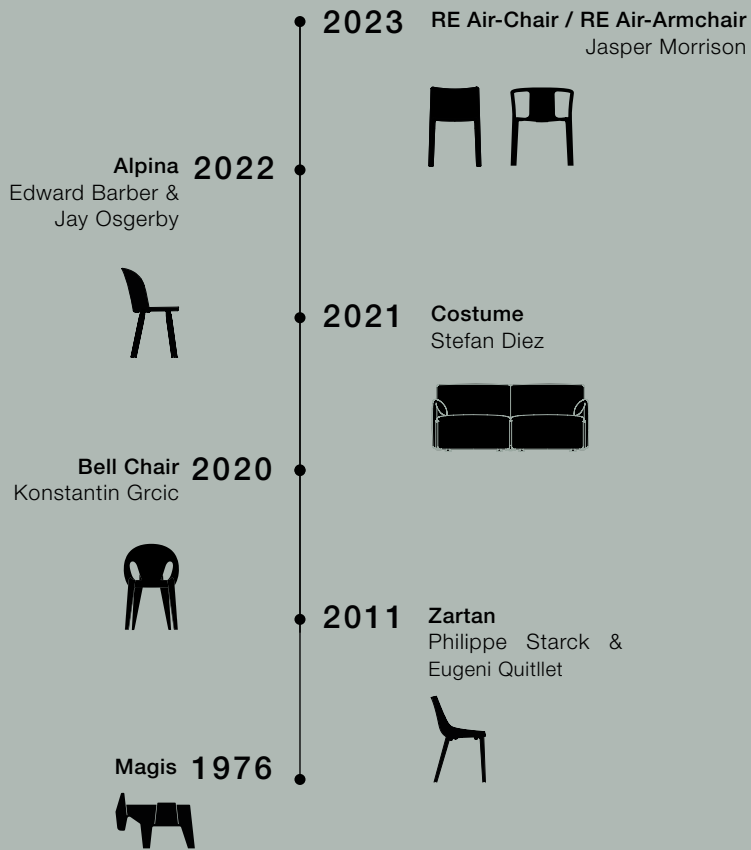 2023 RE Air-Chair / RE Air-Armchair
Jasper Morrison
Alpina 2022
Edward Barber &
Jay Osgerby
2021 Costume
Stefan Diez
Bell Chair 2020
Konstantin Grcic
2011 Zartan
Philippe Starck &
Eugeni Quitllet
Magis 1976